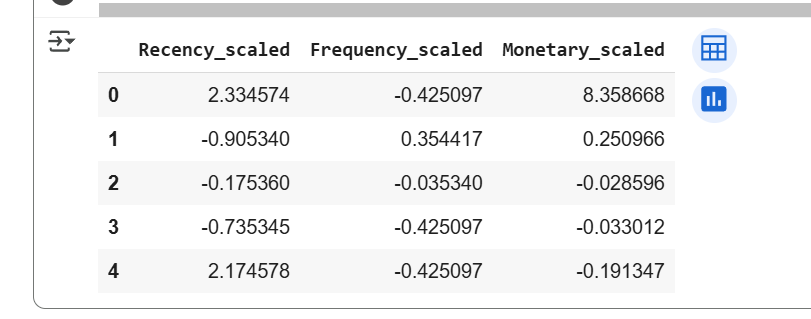 Recency_scaled Frequency_scaled Monetary_scaled
0 2.334574 -0.425097 8.358668
1 -0.905340 0.354417 0.250966
2 -0.175360 -0.035340 -0.028596
3 -0.735345 -0.425097 -0.033012
4 2.174578 -0.425097 -0.191347